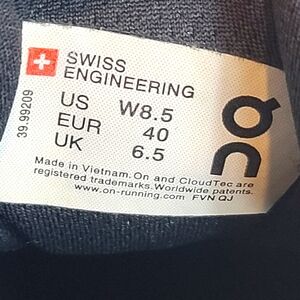 SWISS
ENGINEERING
US W8.5
EUR 40
UK 6.5
39.99209
Made in Vietnam. On and CloudTec are
registered trademarks. Worldwide patents.
www.on-running.com FVN QJ